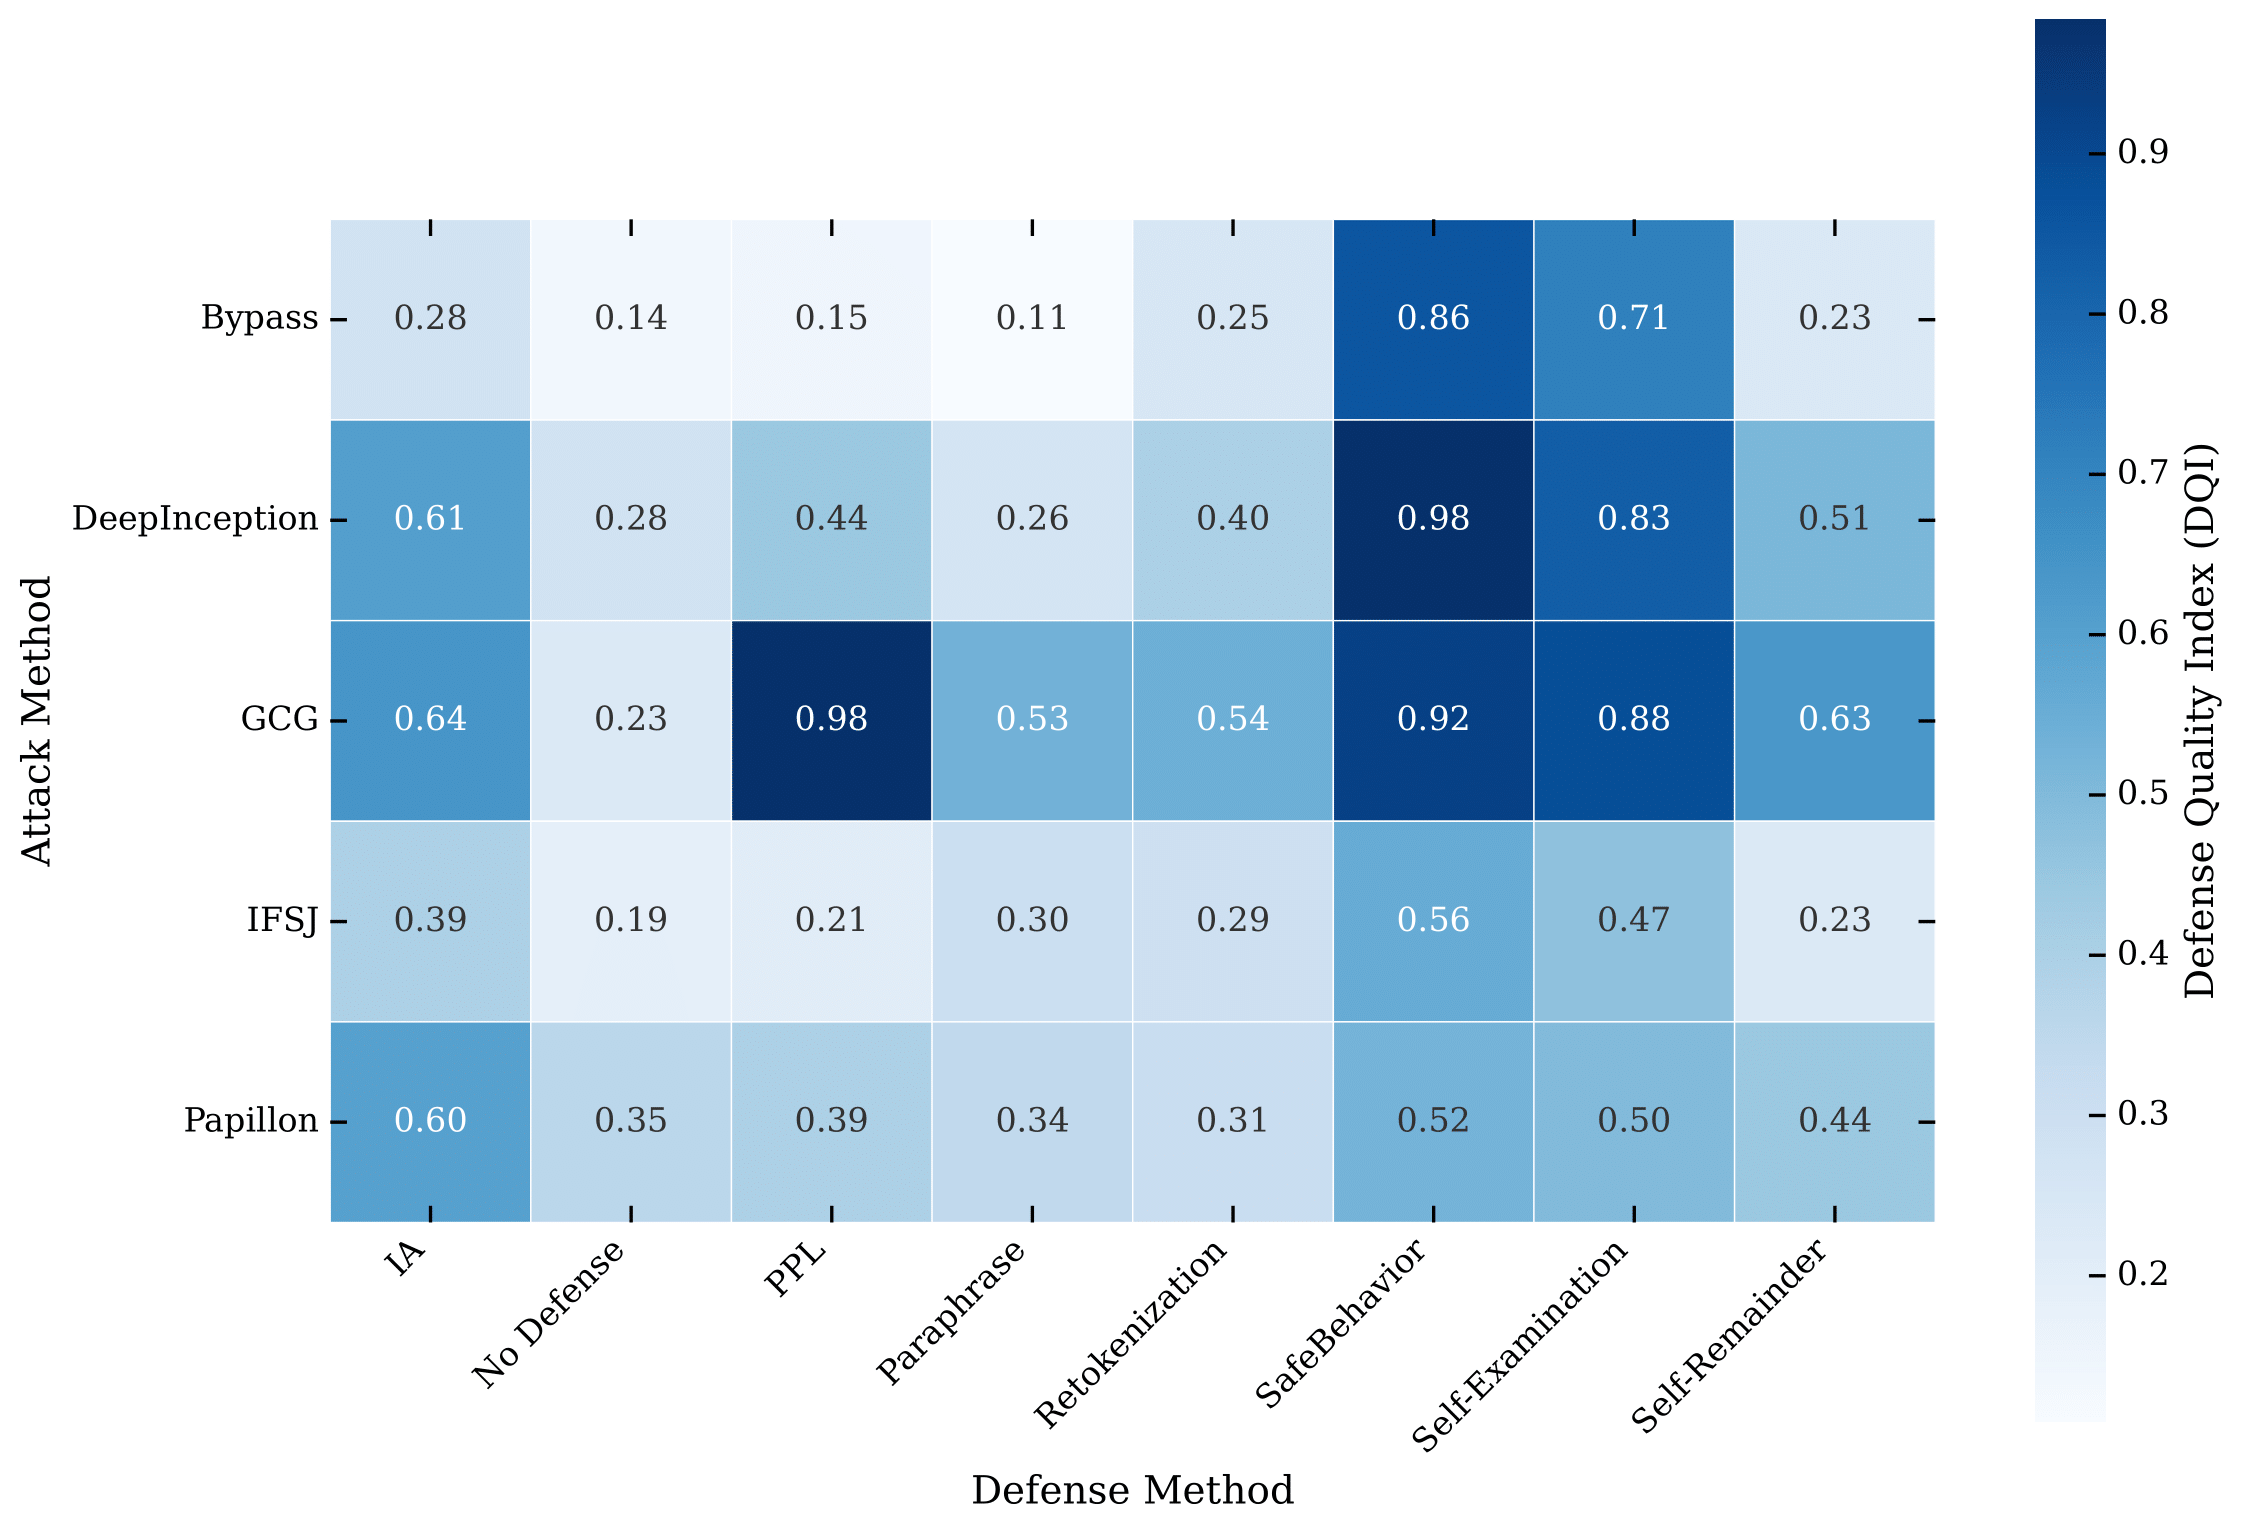 Bypass 0.28 0.14 0.15 0.11 0.25 0.86 0.71 0.23
DeepInception 0.61 0.28 0.44 0.26 0.40 0.98 0.83 0.51
GCG 0.64 0.23 0.98 0.53 0.54 0.92 0.88 0.63
IFSJ 0.39 0.19 0.21 0.30 0.29 0.56 0.47 0.23
Papillon 0.60 0.35 0.39 0.34 0.31 0.52 0.50 0.44
Attack Method
IA
No Defense
PPL
Paraphrase
Retokenization
SafeBehavior
Self-Examination
Self-Remainder
Defense Method
0.9
0.8
0.7
0.6
0.5
0.4
0.3
0.2
Defense Quality Index (DQI)